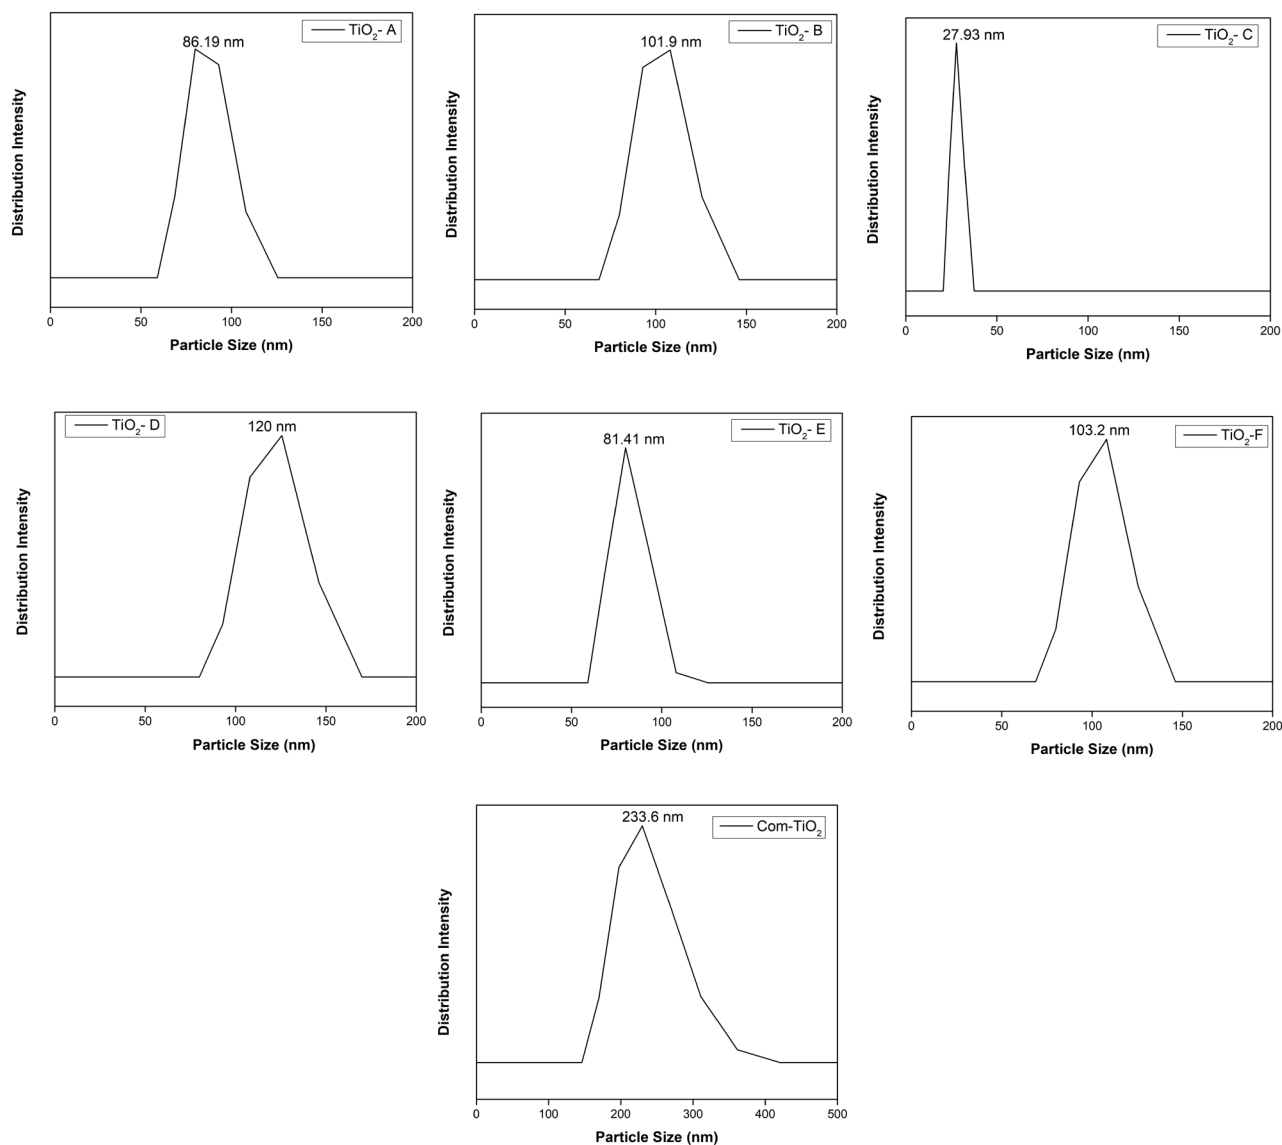 86.19 nm
TiO₂- A
Distribution Intensity
0 50 100 150 200
Particle Size (nm)
101.9 nm
TiO₂- B
Distribution Intensity
0 50 100 150 200
Particle Size (nm)
27.93 nm
TiO₂- C
Distribution Intensity
0 50 100 150 200
Particle Size (nm)
TiO₂- D
120 nm
Distribution Intensity
0 50 100 150 200
Particle Size (nm)
81.41 nm
TiO₂- E
Distribution Intensity
0 50 100 150 200
Particle Size (nm)
103.2 nm
TiO₂-F
Distribution Intensity
0 50 100 150 200
Particle Size (nm)
233.6 nm
Com-TiO₂
Distribution Intensity
0 100 200 300 400 500
Particle Size (nm)